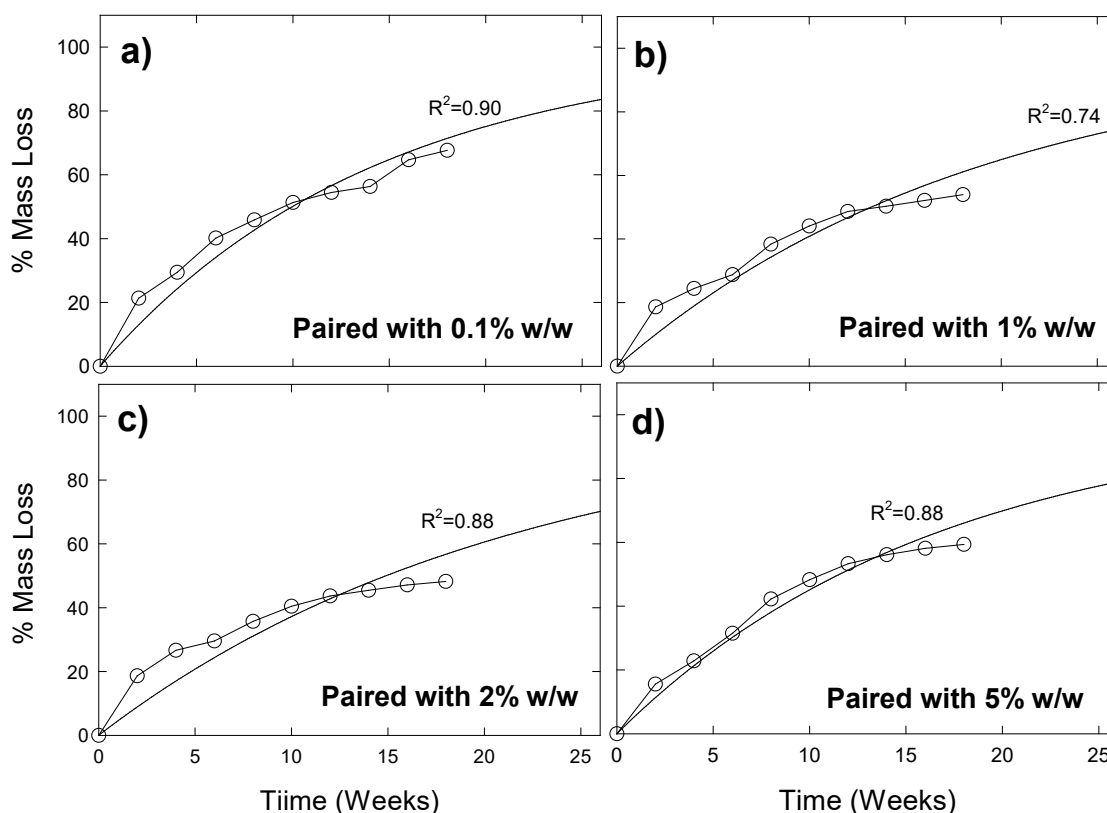 100
80
60
40
20
0
% Mass Loss
a)
R²=0.90
Paired with 0.1% w/w
b)
R²=0.74
Paired with 1% w/w
100
80
60
40
20
0
% Mass Loss
c)
R²=0.88
Paired with 2% w/w
0 5 10 15 20 25
Tiime (Weeks)
d)
R²=0.88
Paired with 5% w/w
0 5 10 15 20 25
Time (Weeks)